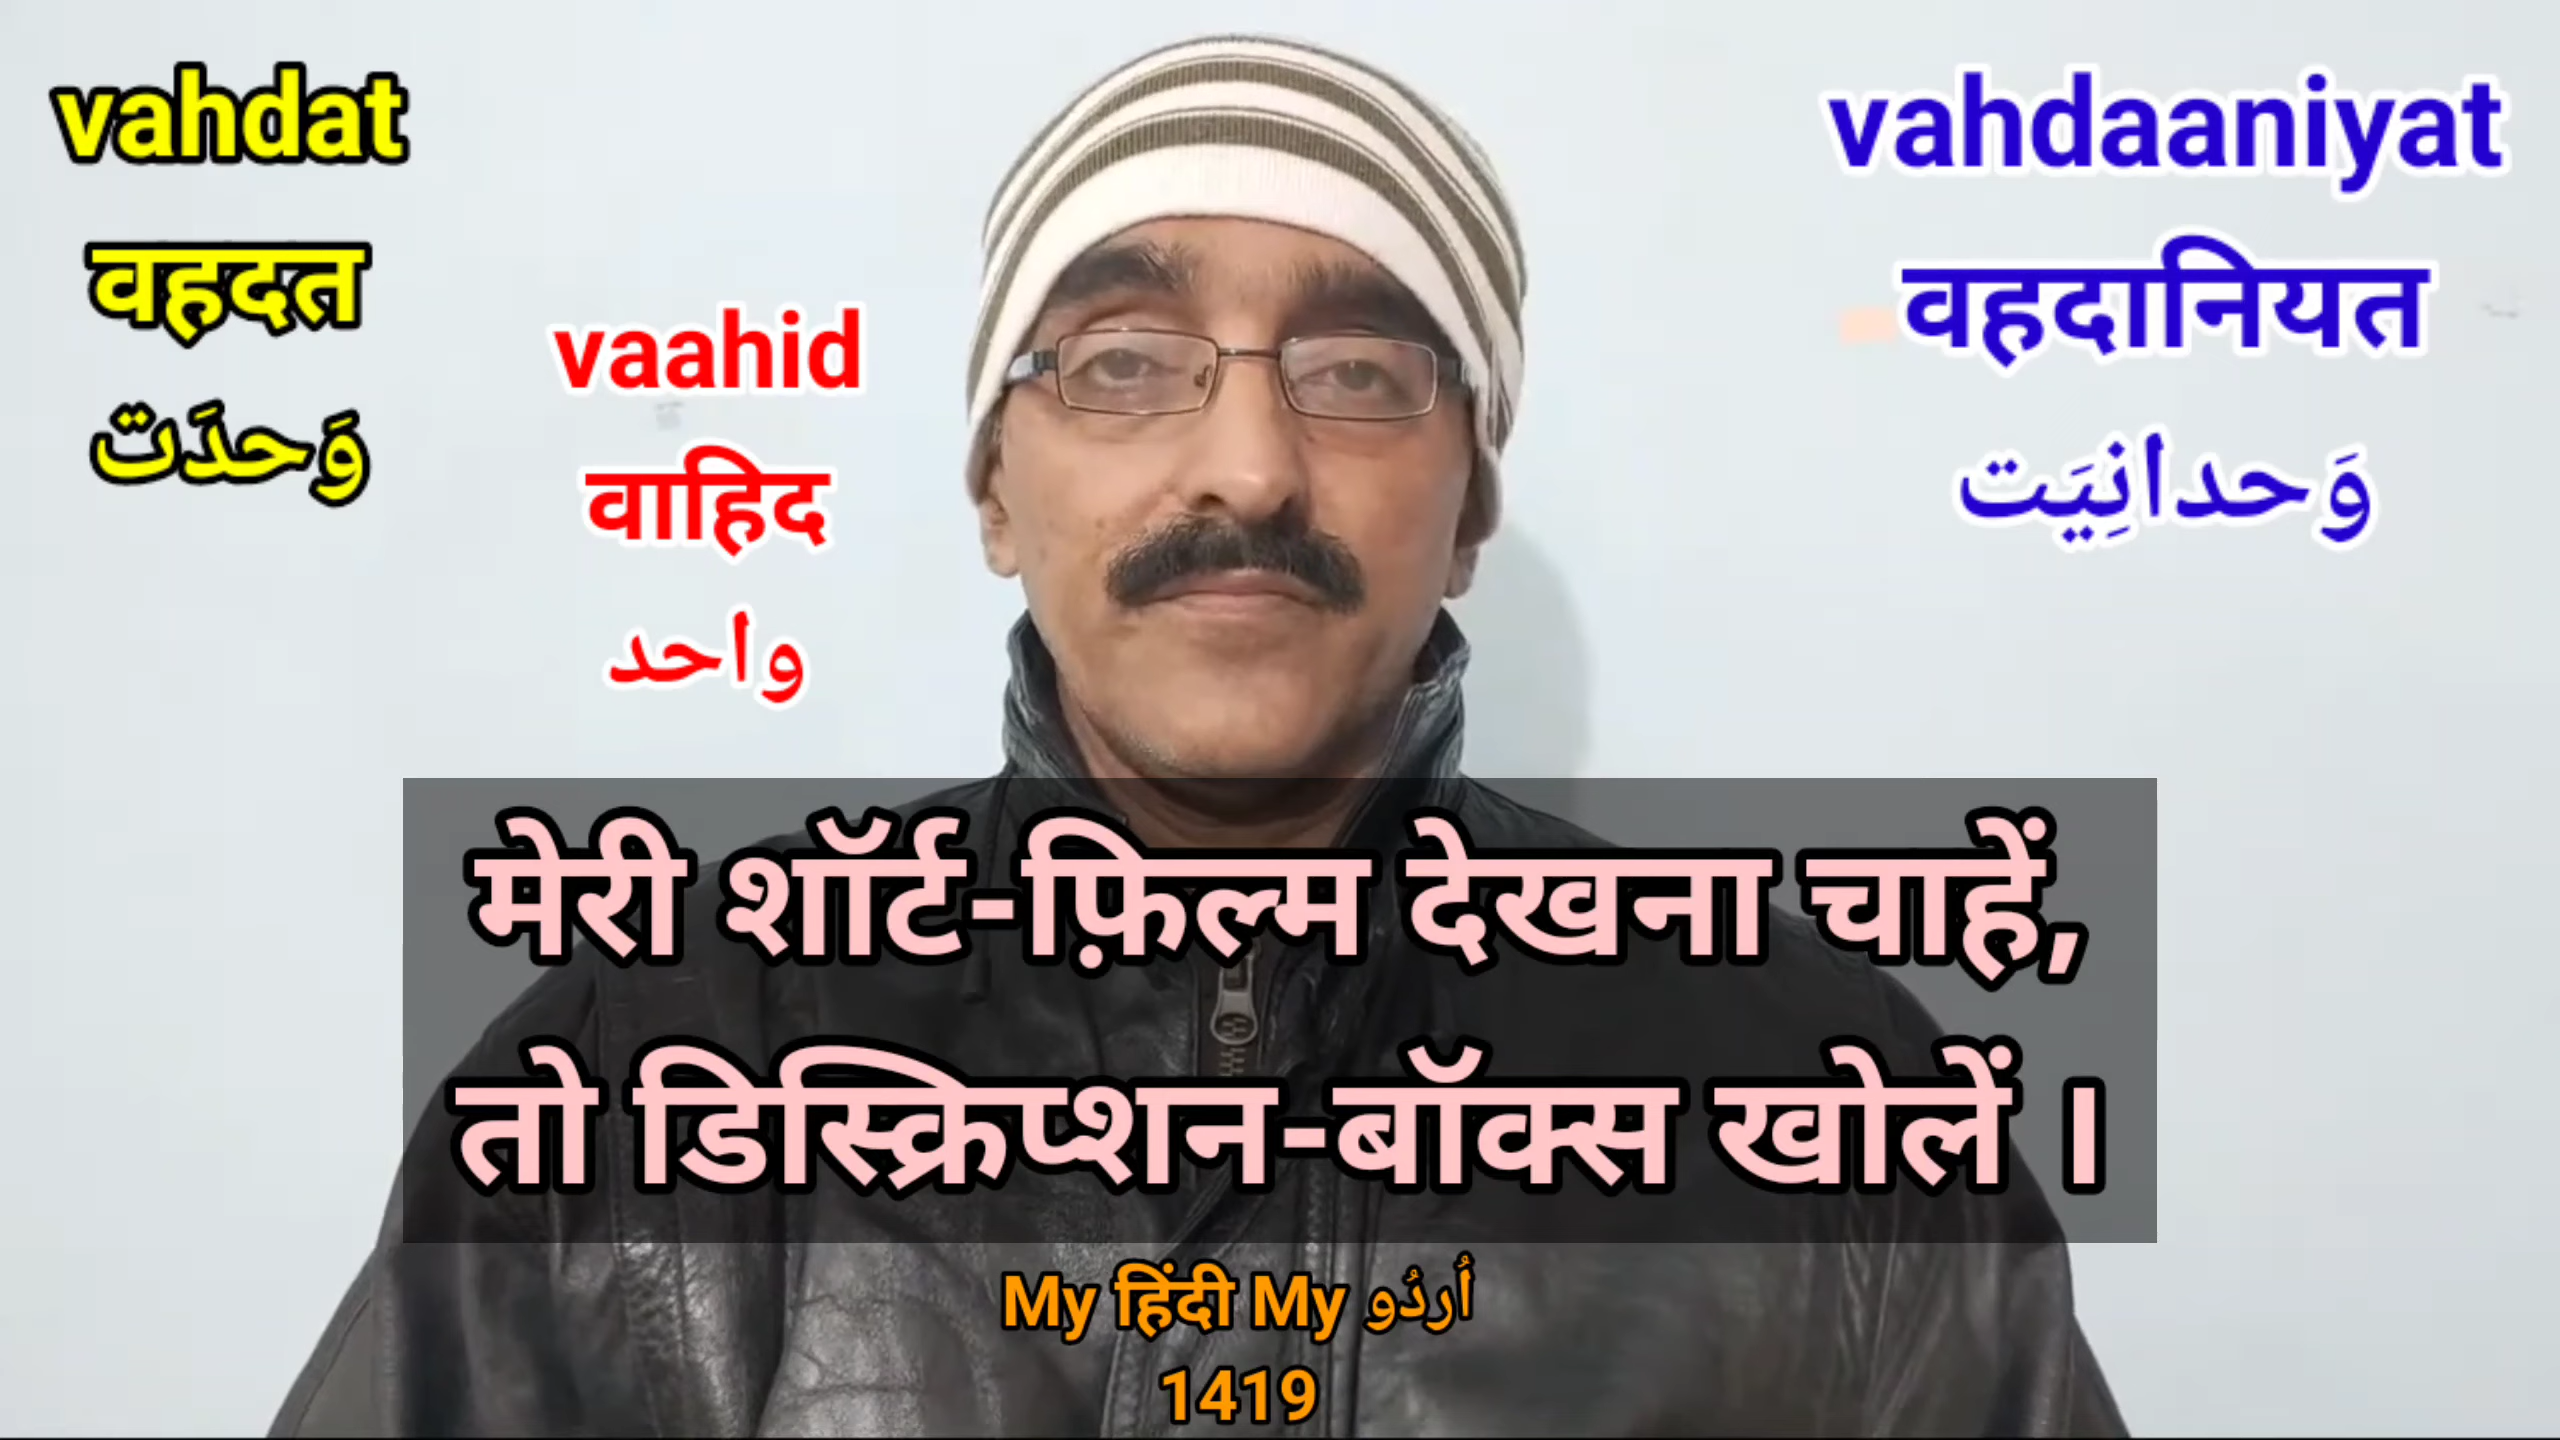 vahdat
वहदत
وَحدَت
vaahid
वाहिद
واحد
vahdaaniyat
वहदानियत
وَحدانِیَت
मेरी शॉर्ट-फ़िल्म देखना चाहें,
तो डिस्क्रिप्शन-बॉक्स खोलें ।
My हिंदी My اُردُو
1419